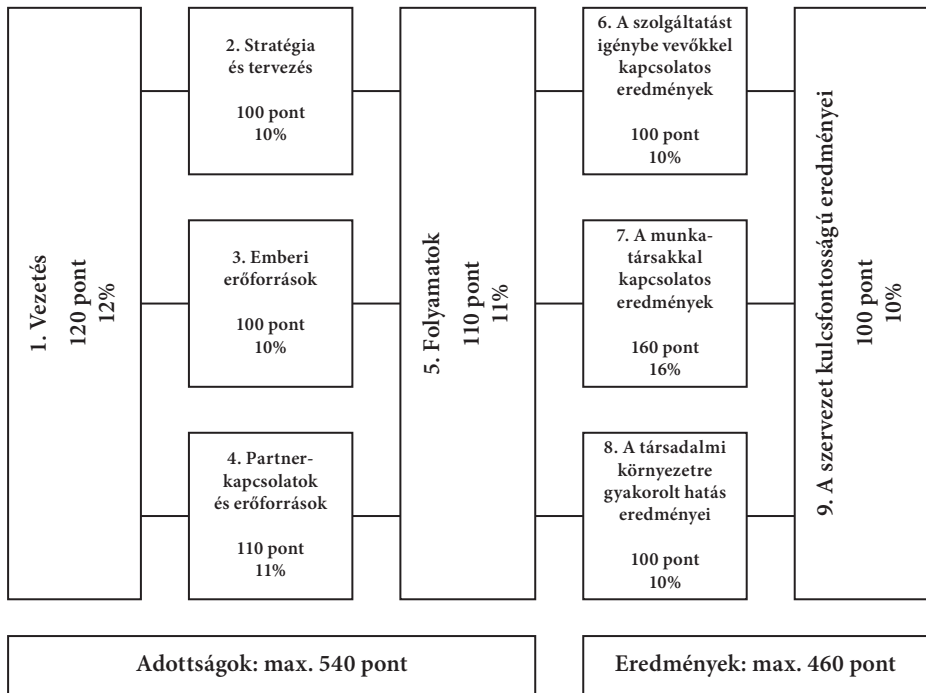 1. Vezetés
120 pont
12%
2. Stratégia
és tervezés
100 pont
10%
3. Emberi
erőforrások
100 pont
10%
4. Partner-
kapcsolatok
és erőforrások
110 pont
11%
5. Folyamatok
110 pont
11%
6. A szolgáltatást
igénybe vevőkkel
kapcsolatos
eredmények
100 pont
10%
7. A munka-
társakkal
kapcsolatos
eredmények
160 pont
16%
8. A társadalmi
környezetre
gyakorolt hatás
eredményei
100 pont
10%
9. A szervezet kulcsfontosságú eredményei
100 pont
10%
Adottságok: max. 540 pont
Eredmények: max. 460 pont